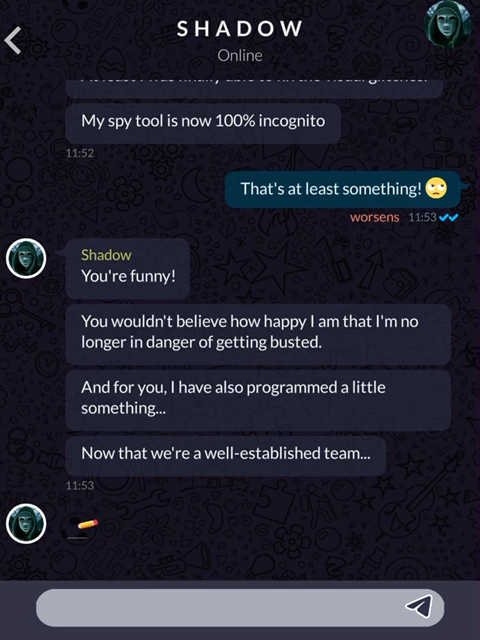 SHADOW
Online
My spy tool is now 100% incognito
11:52
That's at least something! 🙄
worsens 11:53
Shadow
You're funny!
You wouldn't believe how happy I am that I'm no
longer in danger of getting busted.
And for you, I have also programmed a little
something...
Now that we're a well-established team...
11:53